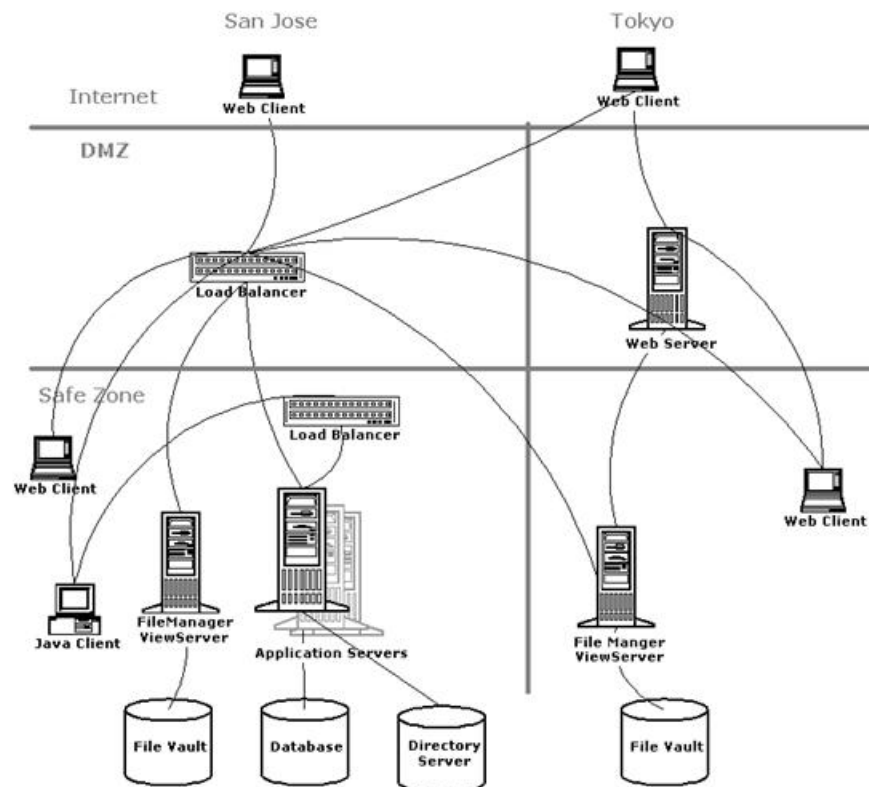 San Jose
Tokyo
Internet
Web Client
Web Client
DMZ
Load Balancer
Web Server
Safe Zone
Load Balancer
Web Client
Web Client
Java Client
FileManager
ViewServer
Application Servers
File Manger
ViewServer
File Vault
Database
Directory
Server
File Vault